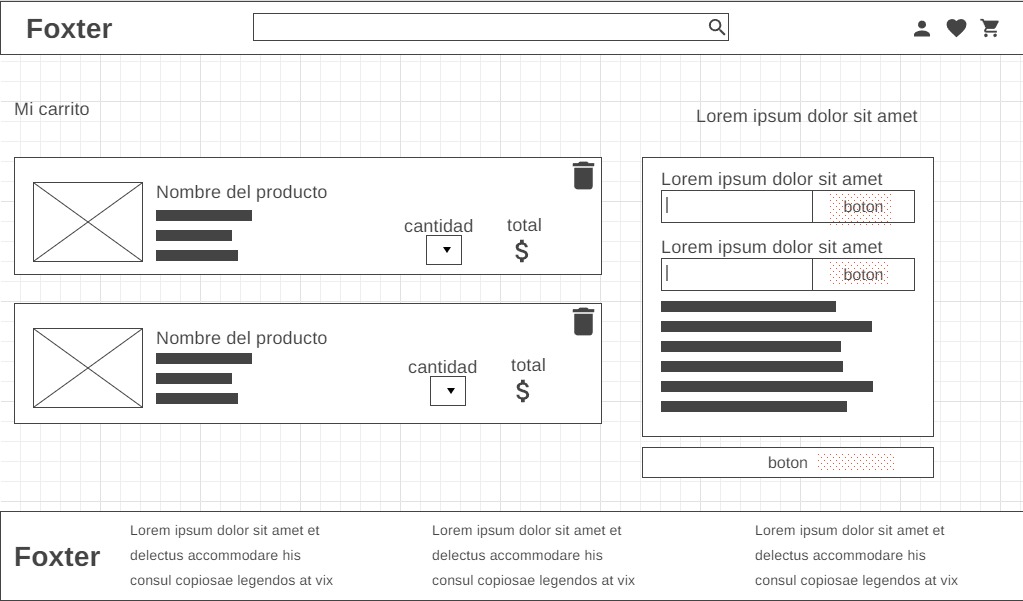 Foxter
Mi carrito
Lorem ipsum dolor sit amet
Nombre del producto
cantidad
total
$
Nombre del producto
cantidad
total
$
Lorem ipsum dolor sit amet
boton
Lorem ipsum dolor sit amet
boton
boton
Foxter
Lorem ipsum dolor sit amet et
delectus accommodare his
consul copiosae legendos at vix
Lorem ipsum dolor sit amet et
delectus accommodare his
consul copiosae legendos at vix
Lorem ipsum dolor sit amet et
delectus accommodare his
consul copiosae legendos at vix